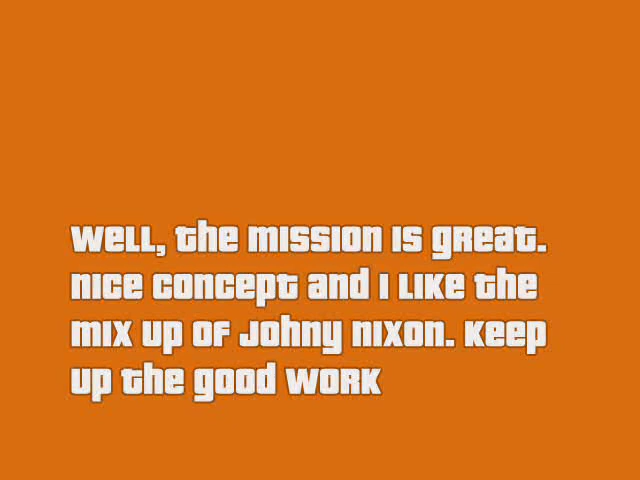 Well, the mission is great.
Nice concept and I like the
mix up of Johny Nixon. Keep
up the good work